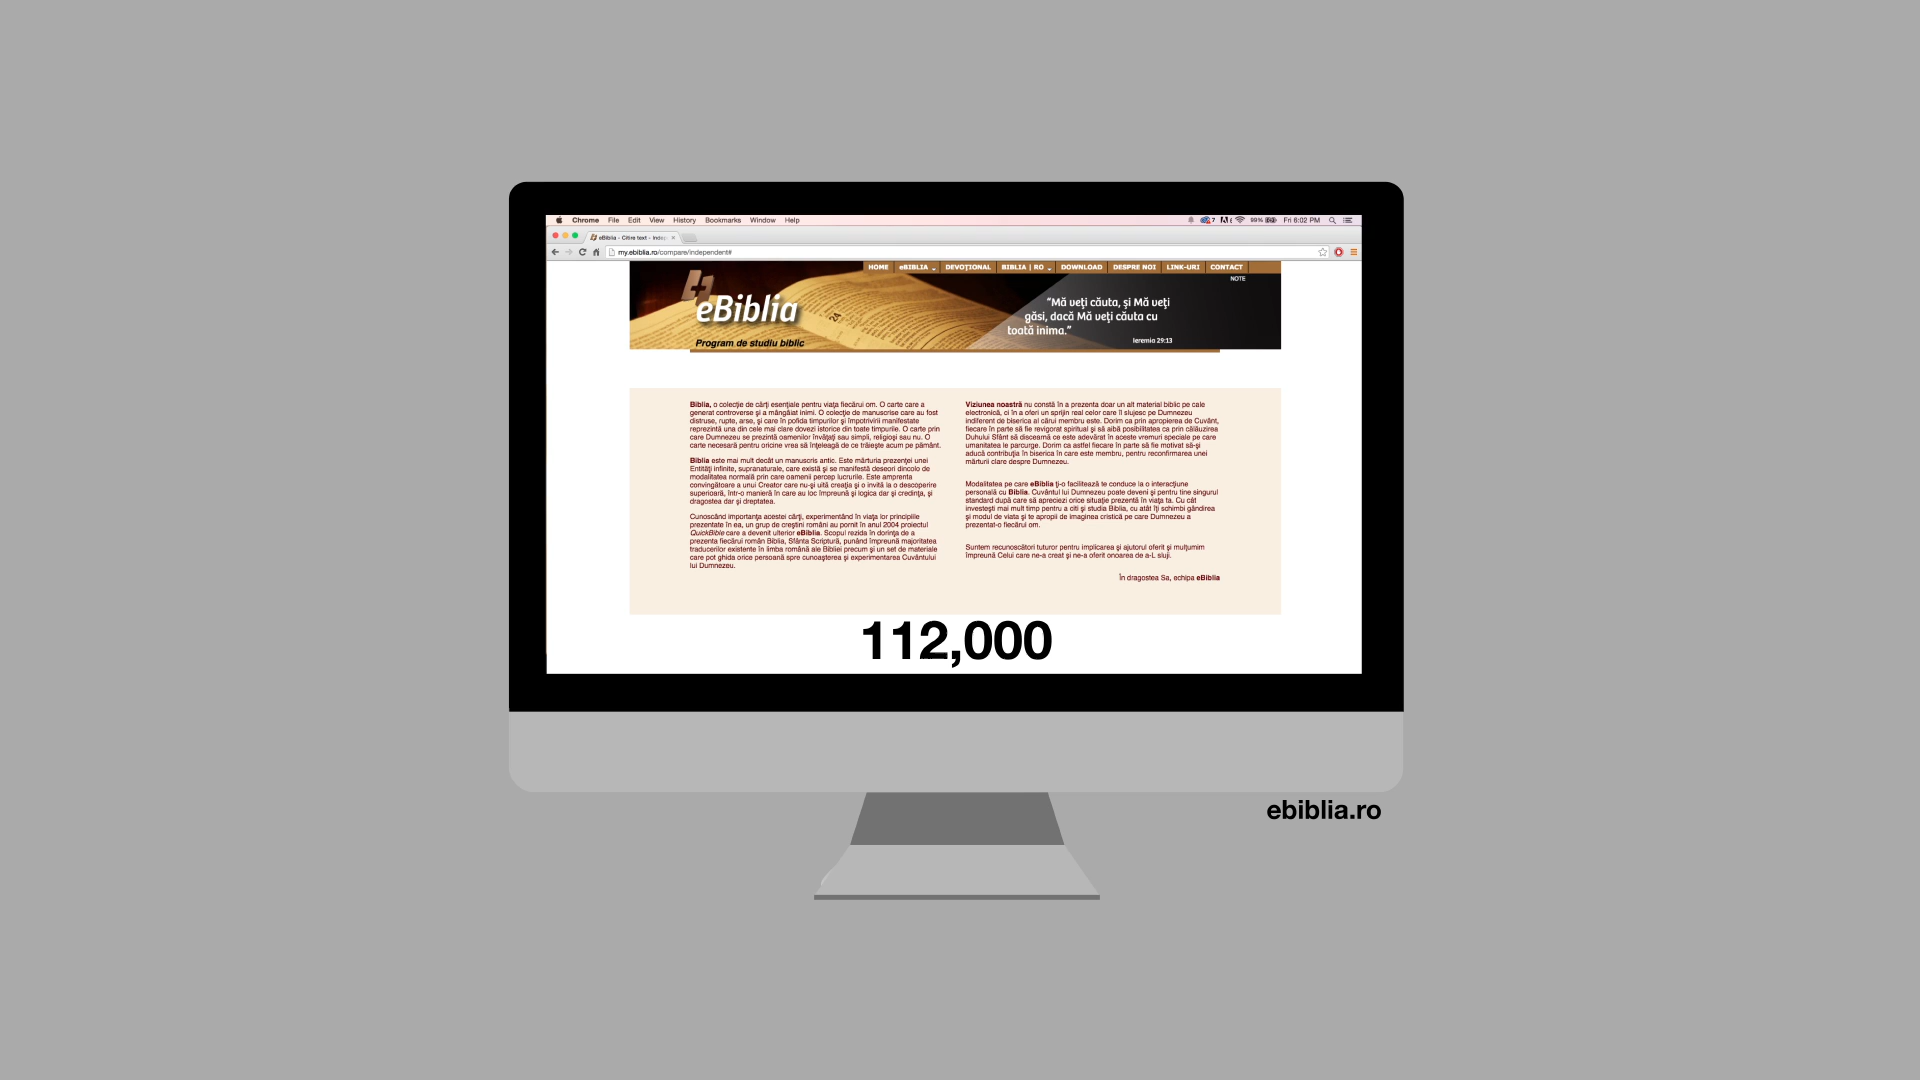 Chrome File Edit View History Bookmarks Window Help
7 99% Fri 6:02 PM
eBiblia - Citire text - Indep
my.ebiblia.ro/compare/independent#
HOME eBIBLIA DEVOŢIONAL BIBLIA | RO DOWNLOAD DESPRE NOI LINK-URI CONTACT
NOTE
eBiblia
Program de studiu biblic
"Mă veţi căuta, şi Mă veţi
găsi, dacă Mă veţi căuta cu
toată inima."
Ieremia 29:13
Biblia, o colecţie de cărţi esenţiale pentru viaţa fiecărui om. O carte care a
generat controverse şi a mângâiat inimi. O colecţie de manuscrise care au fost
distruse, rupte, arse, şi care în pofida timpurilor şi împotrivirii manifestate
reprezintă una din cele mai clare dovezi istorice din toate timpurile. O carte prin
care Dumnezeu se prezintă oamenilor învăţaţi sau simpli, religioşi sau nu. O
carte necesară pentru oricine vrea să înţeleagă de ce trăieşte acum pe pământ.
Biblia este mai mult decât un manuscris antic. Este mărturia prezenţei unei
Entităţi infinite, supranaturale, care există şi se manifestă deseori dincolo de
modalitatea normală prin care oamenii percep lucrurile. Este amprenta
convingătoare a unui Creator care nu-şi uită creaţia şi o invită la o descoperire
superioară, într-o manieră în care au loc împreună şi logica dar şi credinţa, şi
dragostea dar şi dreptatea.
Cunoscând importanţa acestei cărţi, experimentând în viaţa lor principiile
prezentate în ea, un grup de creştini români au pornit în anul 2004 proiectul
QuickBible care a devenit ulterior eBiblia. Scopul rezida în dorinţa de a
prezenta fiecărui român Biblia, Sfânta Scriptură, punând împreună majoritatea
traducerilor existente în limba română ale Bibliei precum şi un set de materiale
care pot ghida orice persoană spre cunoaşterea şi experimentarea Cuvântului
lui Dumnezeu.
Viziunea noastră nu constă în a prezenta doar un alt material biblic pe cale
electronică, ci în a oferi un sprijin real celor care îl slujesc pe Dumnezeu
indiferent de biserica al cărui membru este. Dorim ca prin apropierea de Cuvânt,
fiecare în parte să fie revigorat spiritual şi să aibă posibilitatea ca prin călăuzirea
Duhului Sfânt să discearnă ce este adevărat în aceste vremuri speciale pe care
umanitatea le parcurge. Dorim ca astfel fiecare în parte să fie motivat să-şi
aducă contribuţia în biserica în care este membru, pentru reconfirmarea unei
mărturii clare despre Dumnezeu.
Modalitatea pe care eBiblia ţi-o facilitează te conduce la o interacţiune
personală cu Biblia. Cuvântul lui Dumnezeu poate deveni şi pentru tine singurul
standard după care să apreciezi orice situaţie prezentă în viaţa ta. Cu cât
investeşti mai mult timp pentru a citi şi studia Biblia, cu atât îţi schimbi gândirea
şi modul de viata şi te apropii de imaginea cristică pe care Dumnezeu a
prezentat-o fiecărui om.
Suntem recunoscători tuturor pentru implicarea şi ajutorul oferit şi mulţumim
împreună Celui care ne-a creat şi ne-a oferit onoarea de a-L sluji.
În dragostea Sa, echipa eBiblia
112,000
ebiblia.ro